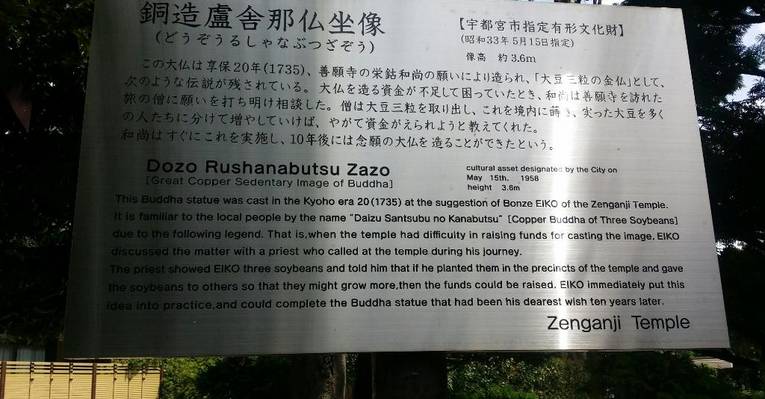 銅造盧舎那仏坐像
(どうぞうるしゃなぶつざぞう)
【宇都宮市指定有形文化財】
(昭和33年5月15日指定)
像高 約3.6m
この大仏は享保20年(1735)、善願寺の栄鈷和尚の願いにより造られ、「大豆三粒の金仏」として、
次のような伝説が残されている。大仏を造る資金が不足して困っていたとき、和尚は善願寺を訪れた
旅の僧に願いを打ち明け相談した。僧は大豆三粒を取り出し、これを境内に蒔き、実った大豆を多く
の人たちに分けて増やしていけば、やがて資金がえられようと教えてくれた。
和尚はすぐにこれを実施し、10年後には念願の大仏を造ることができたという。
Dozo Rushanabutsu Zazo
[Great Copper Sedentary Image of Buddha]
cultural asset designated by the City on
May 15th. 1958
height 3.6m
This Buddha statue was cast in the Kyoho era 20(1735) at the suggestion of Bonze EIKO of the Zenganji Temple.
It is familiar to the local people by the name "Daizu Santsubu no Kanabutsu" [Copper Buddha of Three Soybeans]
due to the following legend. That is,when the temple had difficulty in raising funds for casting the image, EIKO
discussed the matter with a priest who called at the temple during his journey.
The priest showed EIKO three soybeans and told him that if he planted them in the precincts of the temple and gave
the soybeans to others so that they might grow more,then the funds could be raised. EIKO immediately put this
idea into practice,and could complete the Buddha statue that had been his dearest wish ten years later.
Zenganji Temple